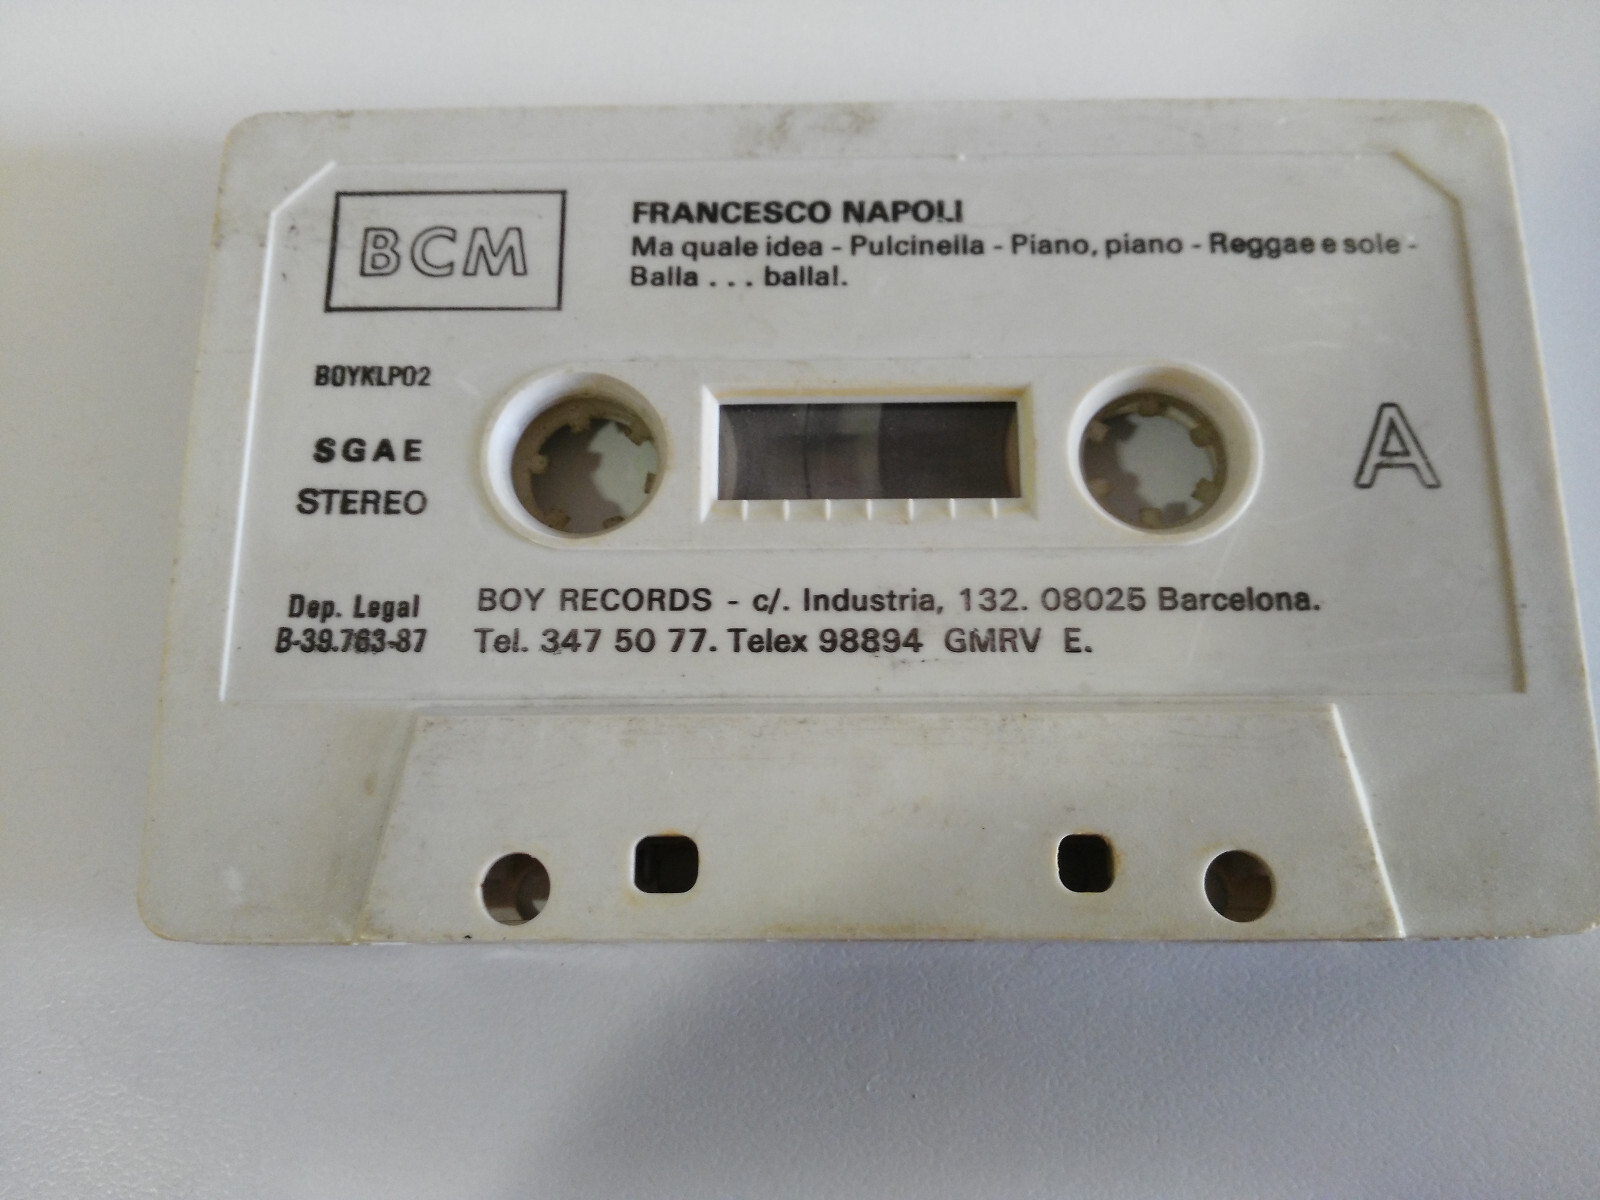 BCM
FRANCESCO NAPOLI
Ma quale idea - Pulcinella - Piano, piano - Reggae e sole -
Balla . . . balla!.
BOYKLP02
SGAE
STEREO
A
Dep. Legal
B-39.763-87
BOY RECORDS - c/. Industria, 132. 08025 Barcelona.
Tel. 347 50 77. Telex 98894 GMRV E.